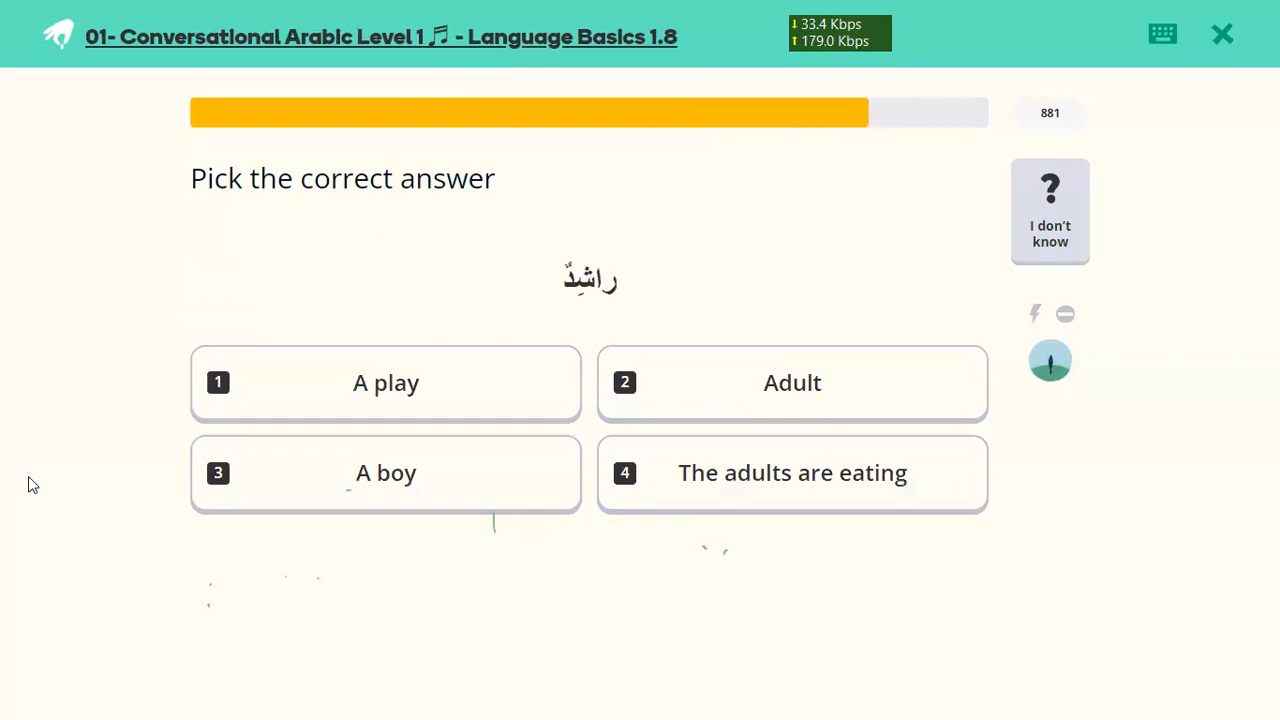 01- Conversational Arabic Level 1 🎵 - Language Basics 1.8
↓ 33.4 Kbps
↑ 179.0 Kbps
881
Pick the correct answer
?
I don't
know
راشِدٌ
1 A play
2 Adult
3 A boy
4 The adults are eating